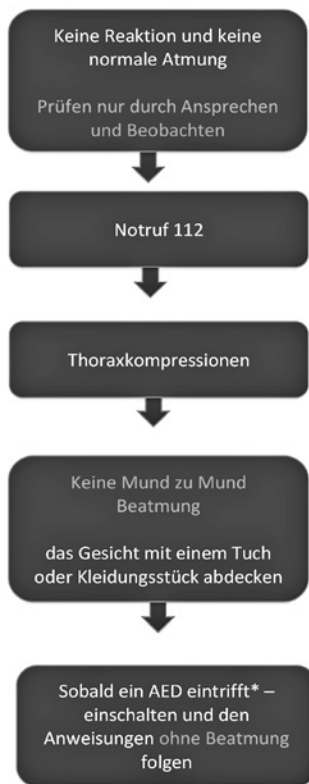 Keine Reaktion und keine
normale Atmung
Prüfen nur durch Ansprechen
und Beobachten
Notruf 112
Thoraxkompressionen
Keine Mund zu Mund
Beatmung
das Gesicht mit einem Tuch
oder Kleidungsstück abdecken
Sobald ein AED eintrifft* –
einschalten und den
Anweisungen ohne Beatmung
folgen